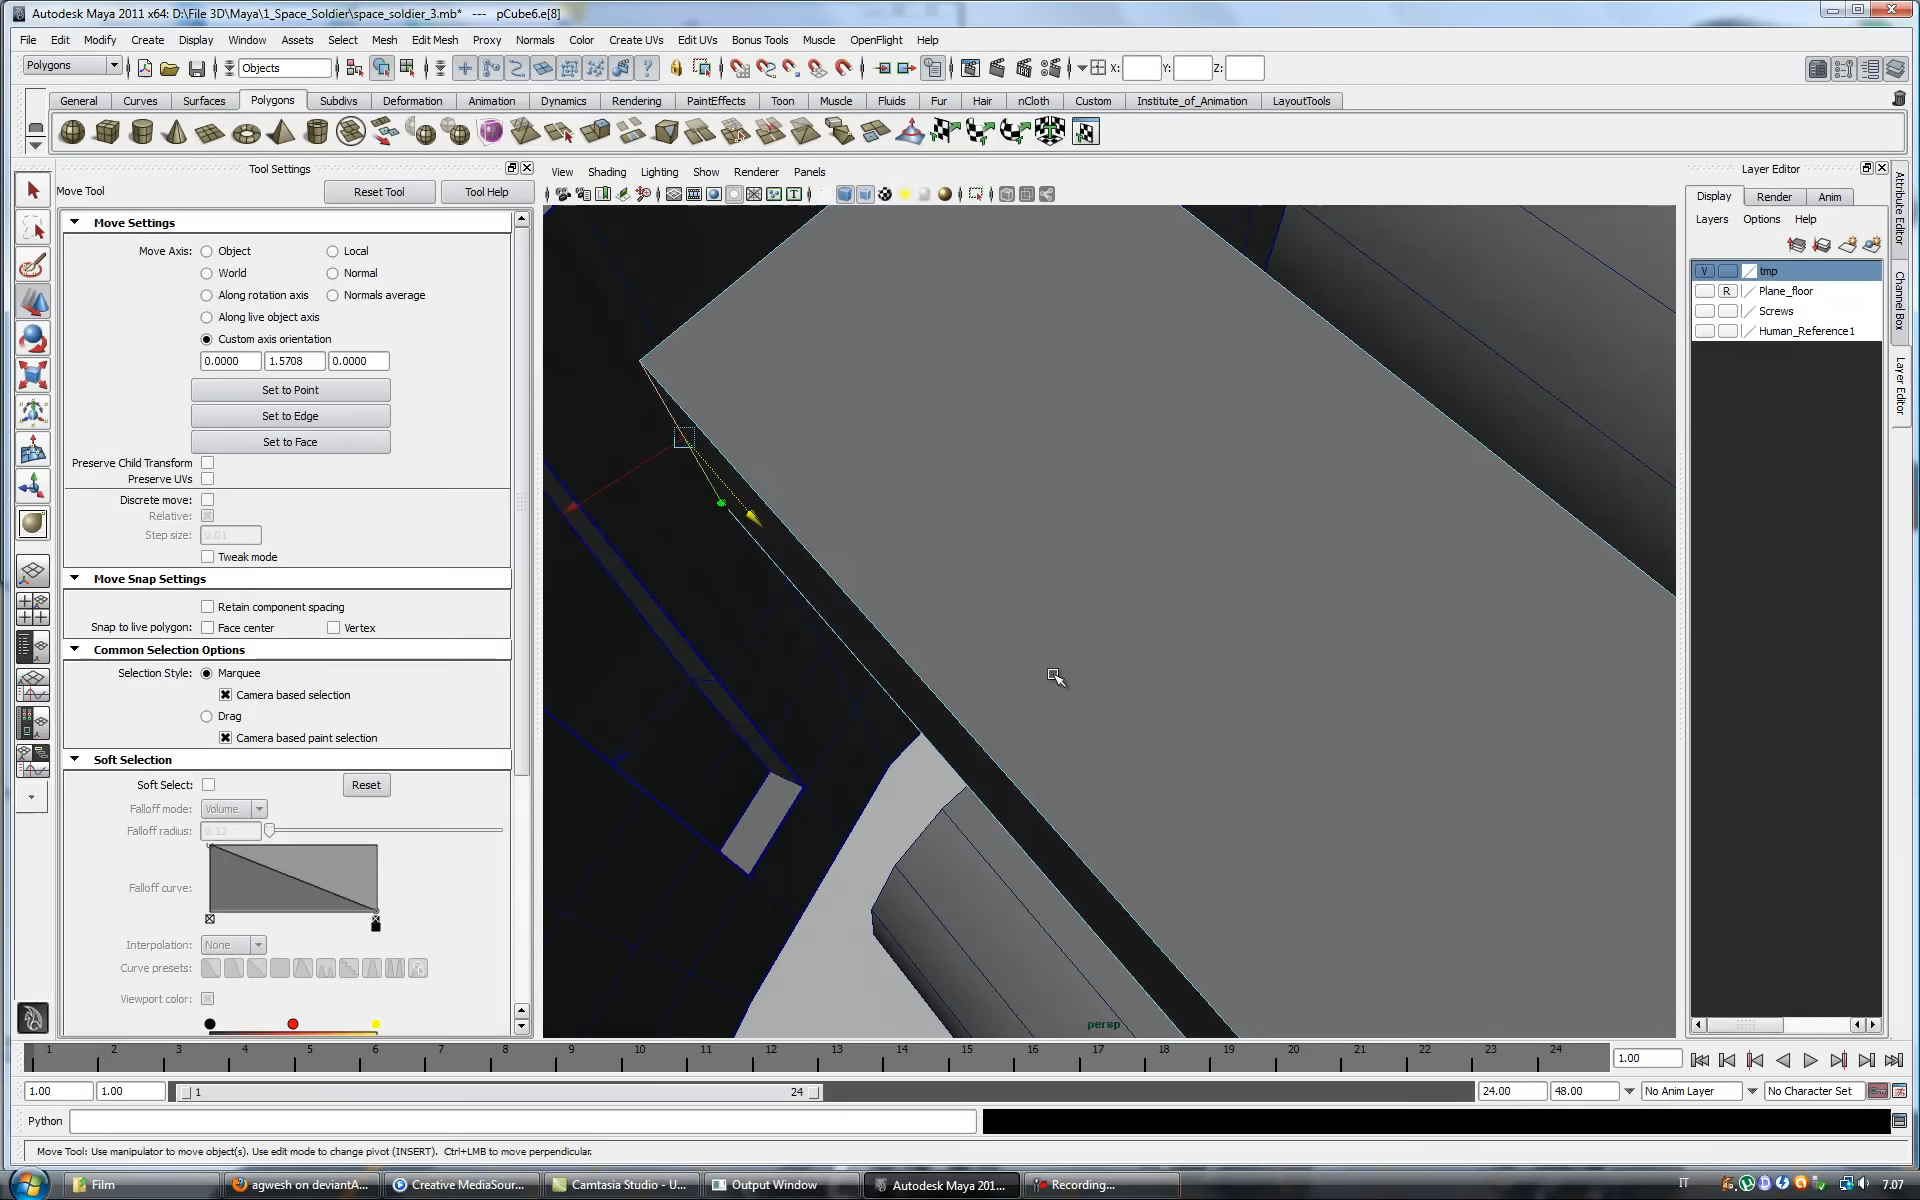 Autodesk Maya 2011 x64: D:\File 3D\Maya\1_Space_Soldier\space_soldier_3.mb* --- pCube6.e[8]
File Edit Modify Create Display Window Assets Select Mesh Edit Mesh Proxy Normals Color Create UVs Edit UVs Bonus Tools Muscle OpenFlight Help
Polygons Objects X: Y: Z:
General Curves Surfaces Polygons Subdivs Deformation Animation Dynamics Rendering PaintEffects Toon Muscle Fluids Fur Hair nCloth Custom Institute_of_Animation LayoutTools
Tool Settings
Move Tool Reset Tool Tool Help
Move Settings
Move Axis: Object Local
World Normal
Along rotation axis Normals average
Along live object axis
Custom axis orientation
0.0000 1.5708 0.0000
Set to Point
Set to Edge
Set to Face
Preserve Child Transform
Preserve UVs
Discrete move:
Relative:
Step size: 0.01
Tweak mode
Move Snap Settings
Retain component spacing
Snap to live polygon: Face center Vertex
Common Selection Options
Selection Style: Marquee
Camera based selection
Drag
Camera based paint selection
Soft Selection
Soft Select: Reset
Falloff mode: Volume
Falloff radius: 0.13
Falloff curve:
Interpolation: None
Curve presets:
Viewport color:
View Shading Lighting Show Renderer Panels
persp
Layer Editor
Display Render Anim
Layers Options Help
V tmp
R Plane_floor
Screws
Human_Reference1
Attribute Editor
Channel Box
Layer Editor
1 2 3 4 5 6 7 8 9 10 11 12 13 14 15 16 17 18 19 20 21 22 23 24 1.00
1.00 1.00 1 24 24.00 48.00 No Anim Layer No Character Set
Python
Move Tool: Use manipulator to move object(s). Use edit mode to change pivot (INSERT). Ctrl+LMB to move perpendicular.
Film agwesh on deviantA... Creative MediaSour... Camtasia Studio - U... Output Window Autodesk Maya 201... Recording... IT 7.07